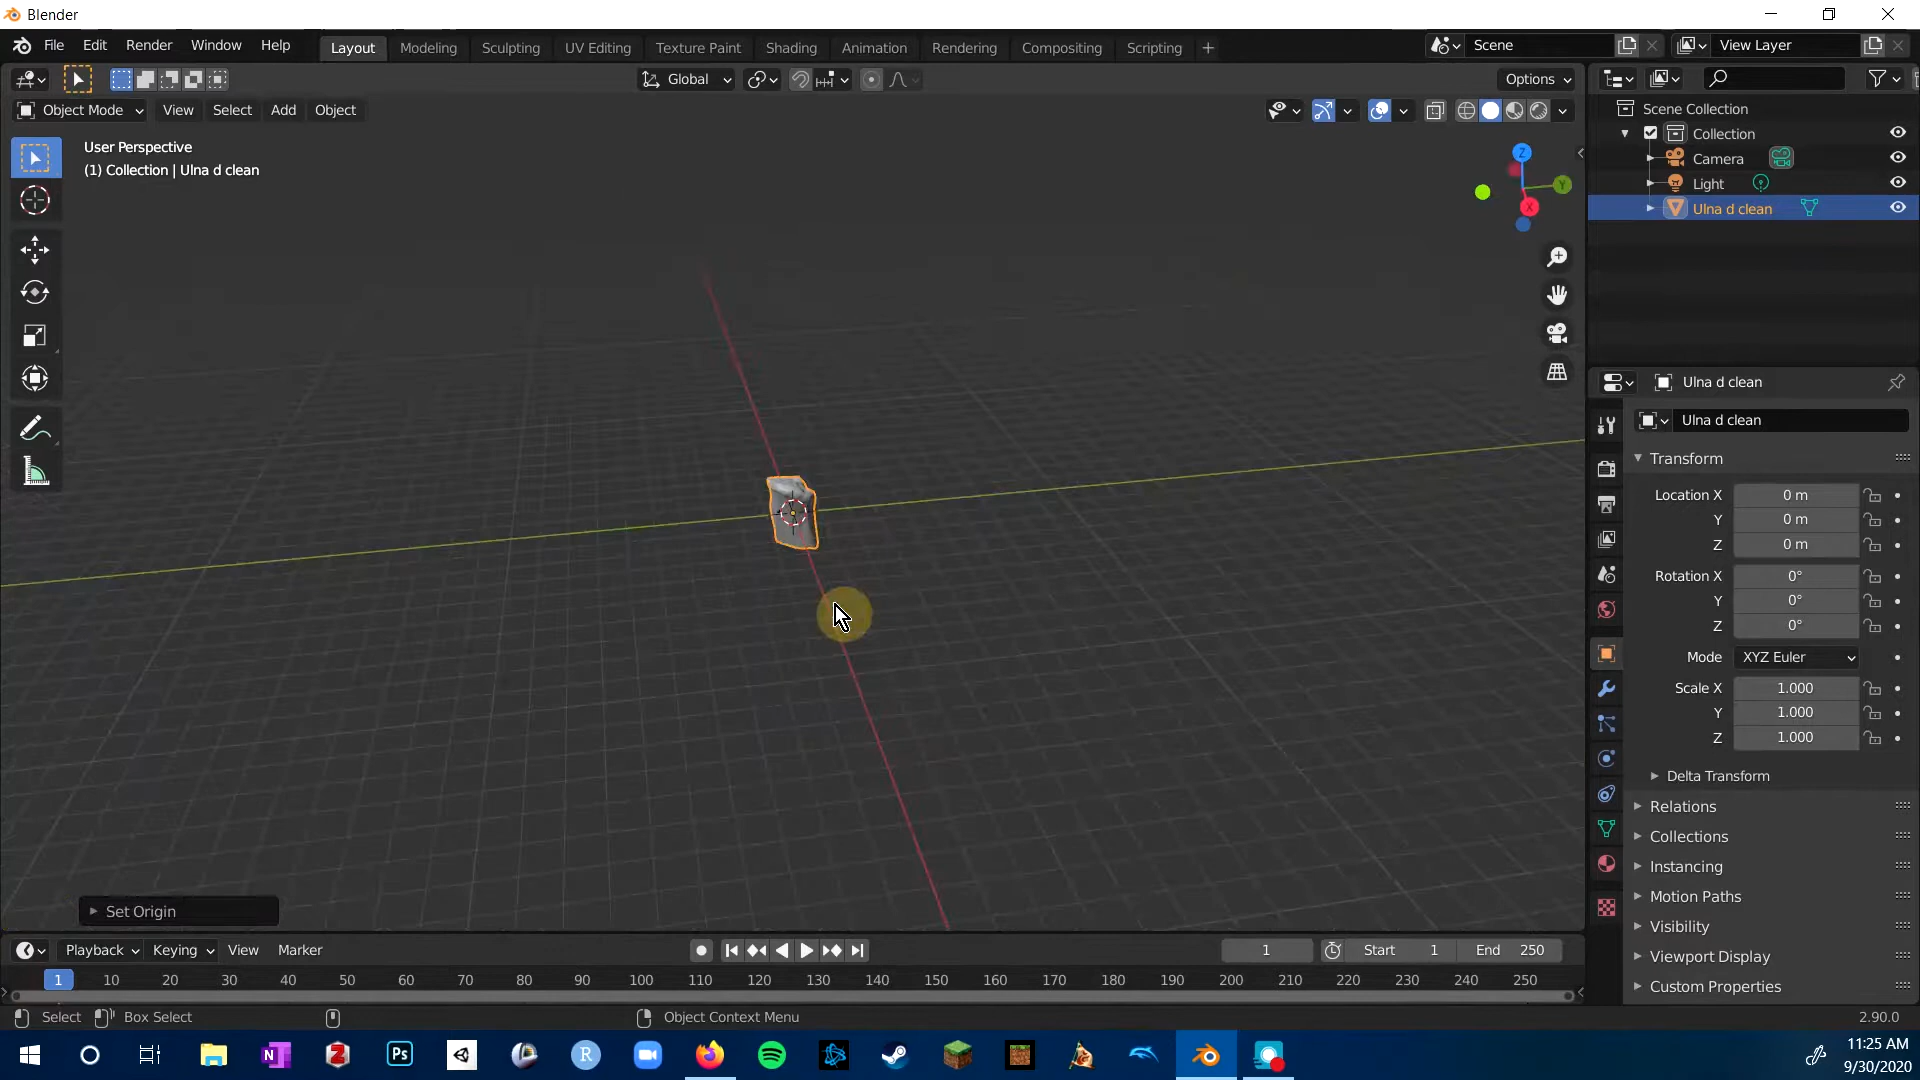 Blender
File Edit Render Window Help Layout Modeling Sculpting UV Editing Texture Paint Shading Animation Rendering Compositing Scripting + Scene View Layer
Global Options
Object Mode View Select Add Object
User Perspective
(1) Collection | Ulna d clean
Z
Y
X
Scene Collection
Collection
Camera
Light
Ulna d clean
Ulna d clean
Ulna d clean
Transform
Location X 0 m
Y 0 m
Z 0 m
Rotation X 0°
Y 0°
Z 0°
Mode XYZ Euler
Scale X 1.000
Y 1.000
Z 1.000
Delta Transform
Relations
Collections
Instancing
Motion Paths
Visibility
Viewport Display
Custom Properties
Set Origin
Playback Keying View Marker 1 Start 1 End 250
1 10 20 30 40 50 60 70 80 90 100 110 120 130 140 150 160 170 180 190 200 210 220 230 240 250
Select Box Select Object Context Menu 2.90.0
N Z Ps R
11:25 AM
9/30/2020